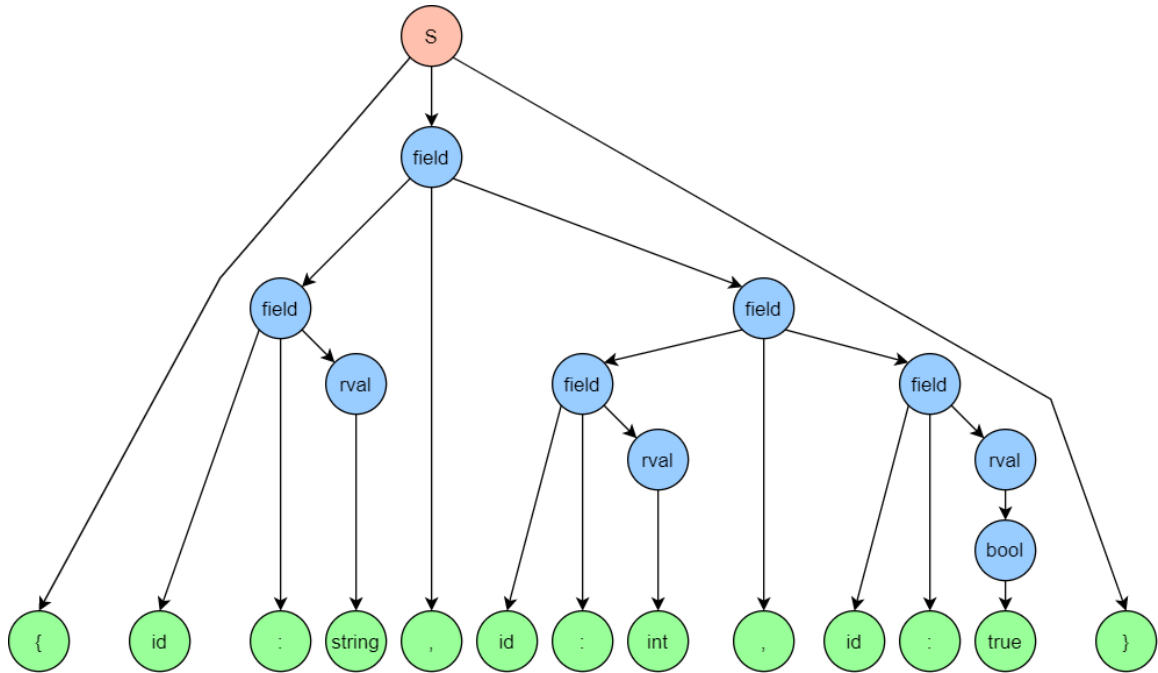 S
field
field
field
rval
field
field
rval
rval
bool
{
id
:
string
,
id
:
int
,
id
:
true
}